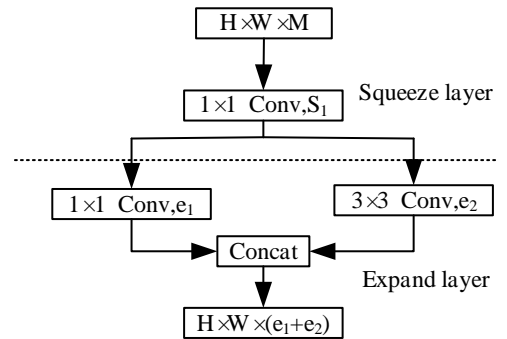 H×W×M
Squeeze layer
1×1 Conv,S₁
1×1 Conv,e₁
3×3 Conv,e₂
Concat
Expand layer
H×W×(e₁+e₂)